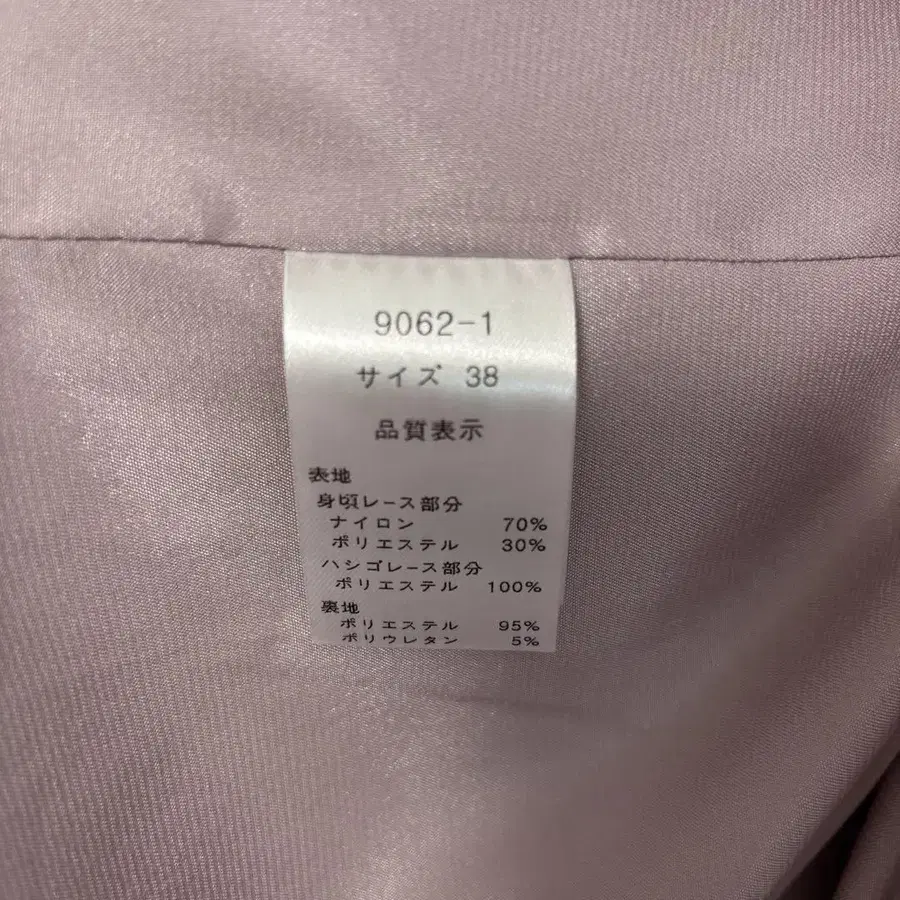 9062-1
サイズ 38
品質表示
表地
身頃レース部分
ナイロン 70%
ポリエステル 30%
ハシゴレース部分
ポリエステル 100%
裏地
ポリエステル 95%
ポリウレタン 5%